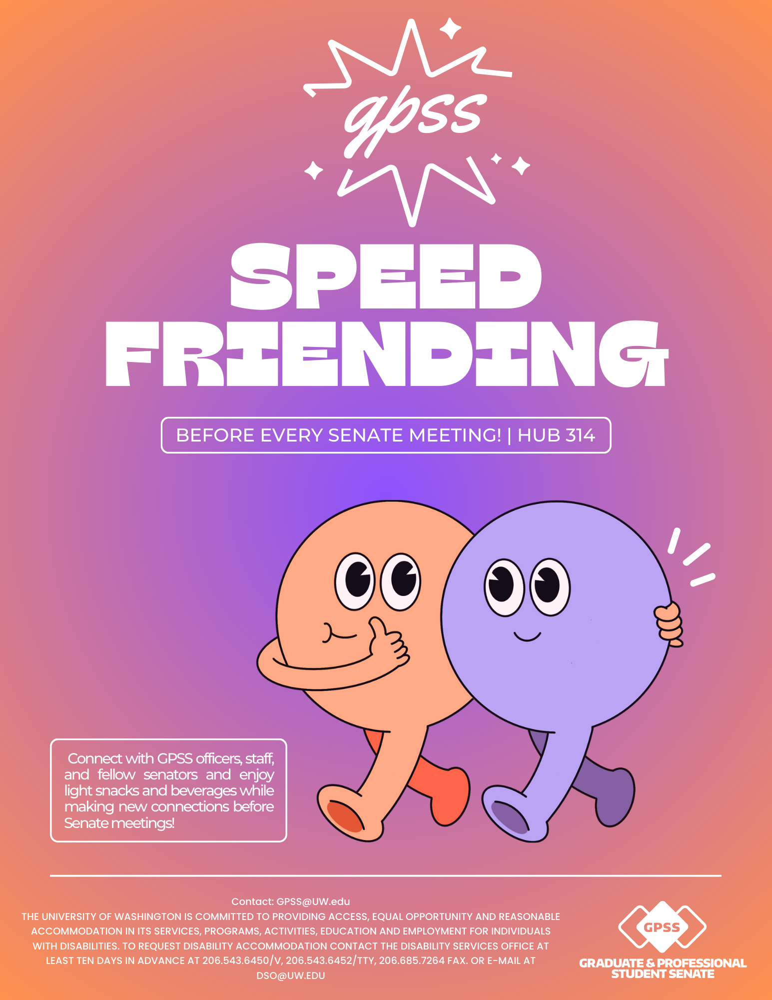 gpss
SPEED
FRIENDING
BEFORE EVERY SENATE MEETING! | HUB 314
Connect with GPSS officers, staff,
and fellow senators and enjoy
light snacks and beverages while
making new connections before
Senate meetings!
Contact: GPSS@UW.edu
THE UNIVERSITY OF WASHINGTON IS COMMITTED TO PROVIDING ACCESS, EQUAL OPPORTUNITY AND REASONABLE
ACCOMMODATION IN ITS SERVICES, PROGRAMS, ACTIVITIES, EDUCATION AND EMPLOYMENT FOR INDIVIDUALS
WITH DISABILITIES. TO REQUEST DISABILITY ACCOMMODATION CONTACT THE DISABILITY SERVICES OFFICE AT
LEAST TEN DAYS IN ADVANCE AT 206.543.6450/V, 206.543.6452/TTY, 206.685.7264 FAX. OR E-MAIL AT
DSO@UW.EDU
GPSS
GRADUATE & PROFESSIONAL
STUDENT SENATE